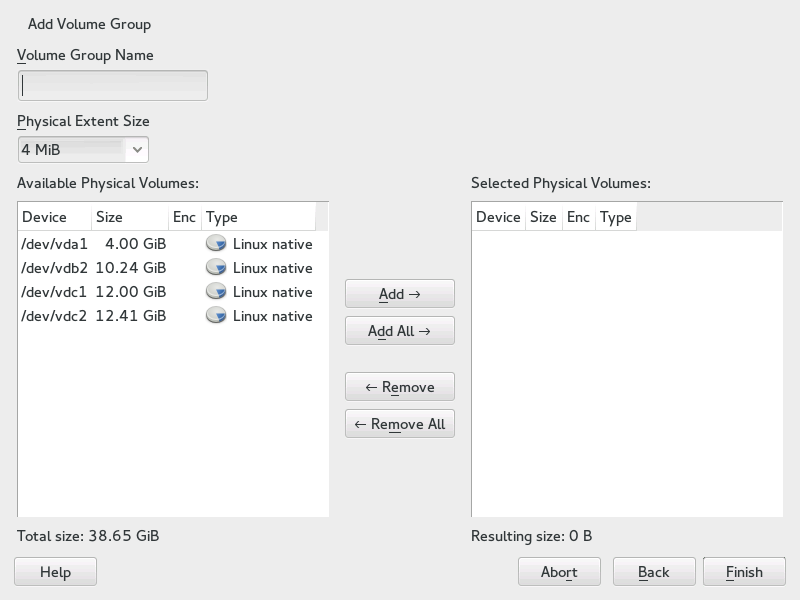 Add Volume Group
Volume Group Name
Physical Extent Size
4 MiB
Available Physical Volumes:
Device Size Enc Type
/dev/vda1 4.00 GiB Linux native
/dev/vdb2 10.24 GiB Linux native
/dev/vdc1 12.00 GiB Linux native
/dev/vdc2 12.41 GiB Linux native
Total size: 38.65 GiB
Add →
Add All →
← Remove
← Remove All
Selected Physical Volumes:
Device Size Enc Type
Resulting size: 0 B
Help Abort Back Finish